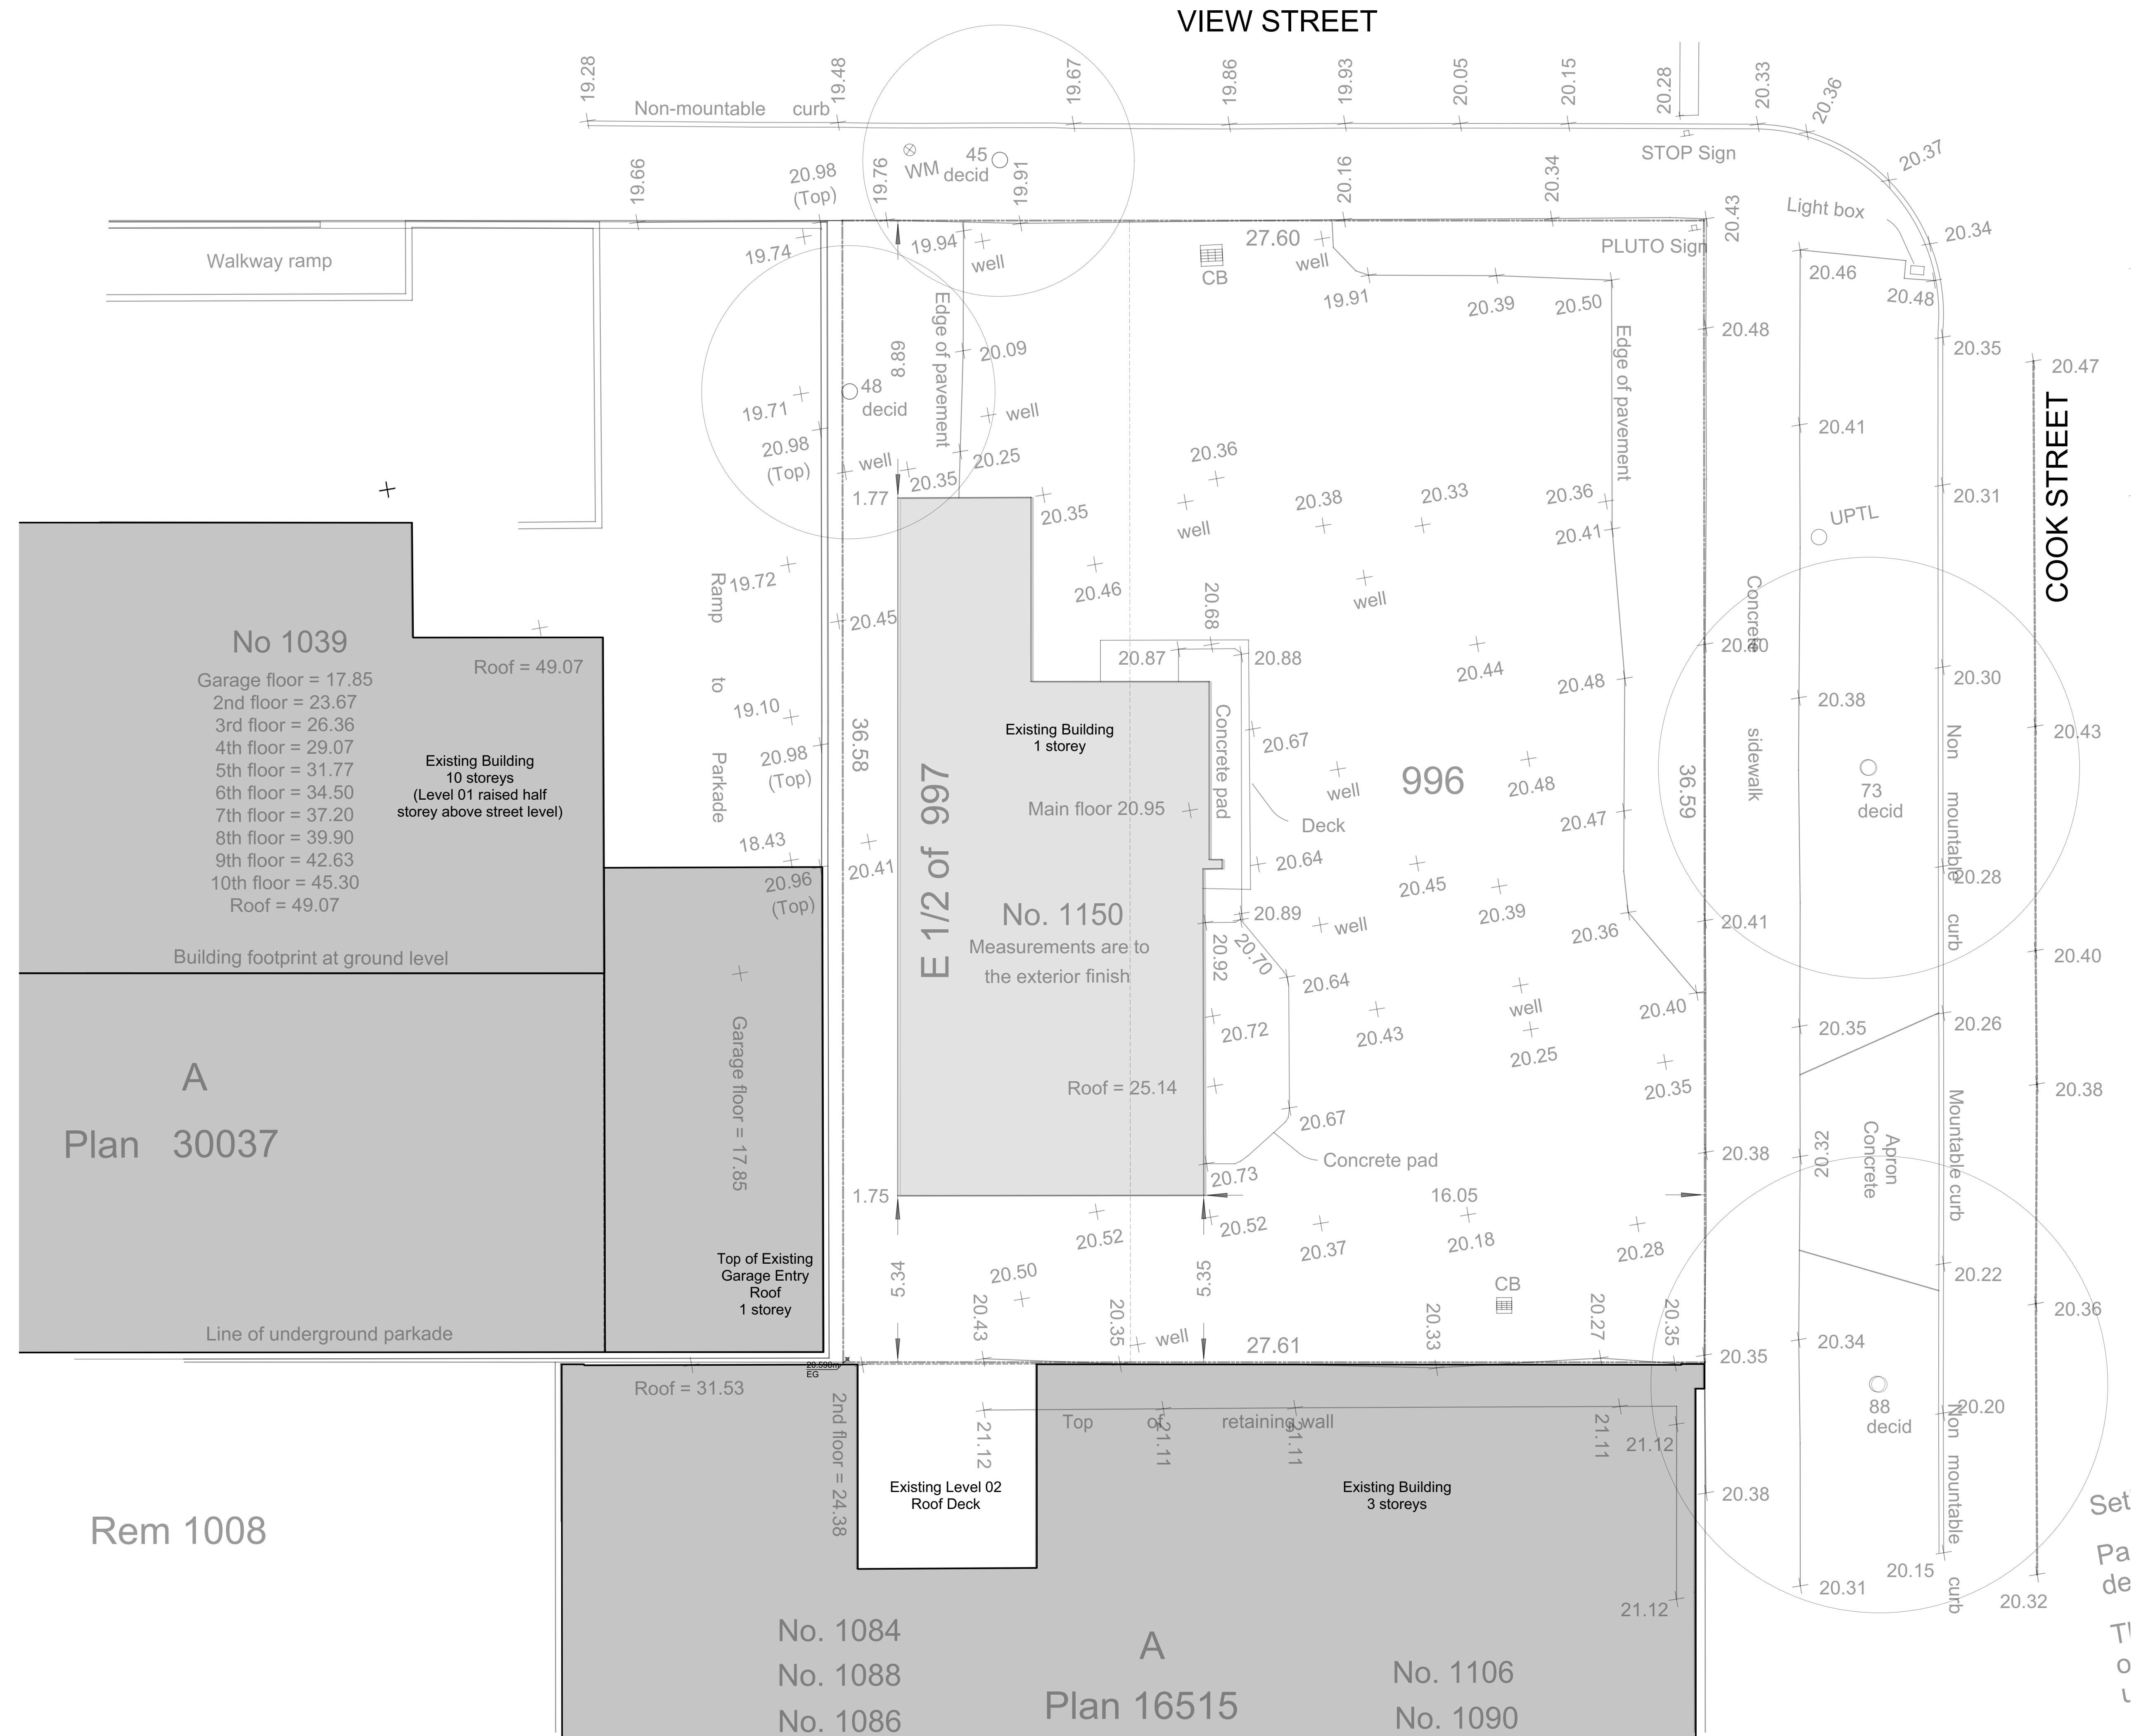 VIEW STREET
19.28
19.48
19.67
19.86
19.93
20.05
20.15
20.28
20.33
20.36
Non-mountable curb
20.37
STOP Sign
19.66
20.98
(Top)
19.76
WM
45
decid
19.91
20.16
20.34
20.43
Light box
20.34
Walkway ramp
19.74
19.94
well
CB
27.60
well
PLUTO Sign
20.46
20.48
19.91
20.39
20.50
20.48
20.35
20.47
COOK STREET
8.89
Edge of pavement
20.09
Edge of pavement
48
decid
19.71
20.98
(Top)
well
well
20.41
20.25
20.35
1.77
20.36
20.35
well
20.38
20.33
20.36
20.41
20.31
UPTL
Ramp to Parkade
19.72
20.46
well
20.68
Concrete sidewalk
20.45
20.87
20.88
20.44
20.48
20.40
20.30
No 1039
Garage floor = 17.85
2nd floor = 23.67
3rd floor = 26.36
4th floor = 29.07
5th floor = 31.77
6th floor = 34.50
7th floor = 37.20
8th floor = 39.90
9th floor = 42.63
10th floor = 45.30
Roof = 49.07
Roof = 49.07
Existing Building
10 storeys
(Level 01 raised half
storey above street level)
19.10
20.98
(Top)
36.58
Existing Building
1 storey
Concrete pad
20.67
20.38
20.43
Non mountable curb
E 1/2 of 997
Main floor 20.95
well
996
20.48
36.59
73
decid
Deck
20.47
18.43
20.96
(Top)
20.41
20.64
20.45
20.39
20.28
No. 1150
Measurements are to
the exterior finish
20.89
well
20.92
20.70
20.36
20.41
20.40
Building footprint at ground level
20.64
well
20.40
20.72
20.43
20.25
20.35
20.26
A
Plan 30037
Garage floor = 17.85
Roof = 25.14
20.35
20.38
20.67
Mountable curb
Concrete pad
20.38
20.32
Apron
Concrete
20.73
1.75
16.05
20.52
20.52
20.37
20.18
20.28
Top of Existing
Garage Entry
Roof
1 storey
5.34
20.50
5.35
CB
20.22
20.36
20.43
20.35
well
27.61
20.33
20.27
20.35
20.35
20.34
Line of underground parkade
20.590m
EG
Roof = 31.53
2nd floor = 24.38
Top of retaining wall
21.12
21.11
21.11
21.11
21.12
88
decid
20.20
Non mountable curb
Existing Level 02
Roof Deck
Existing Building
3 storeys
20.38
Rem 1008
20.15
20.31
20.32
21.12
No. 1084
No. 1088
No. 1086
A
Plan 16515
No. 1106
No. 1090